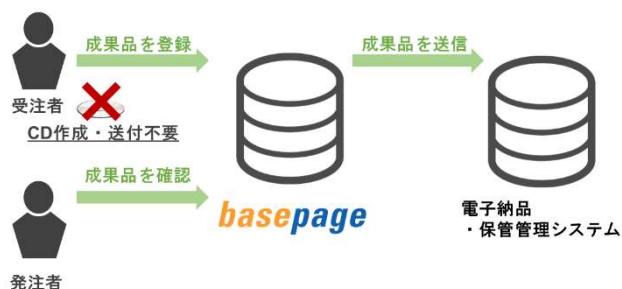 成果品を登録
成果品を送信
受注者
CD作成・送付不要
成果品を確認
basepage
電子納品
・保管管理システム
発注者